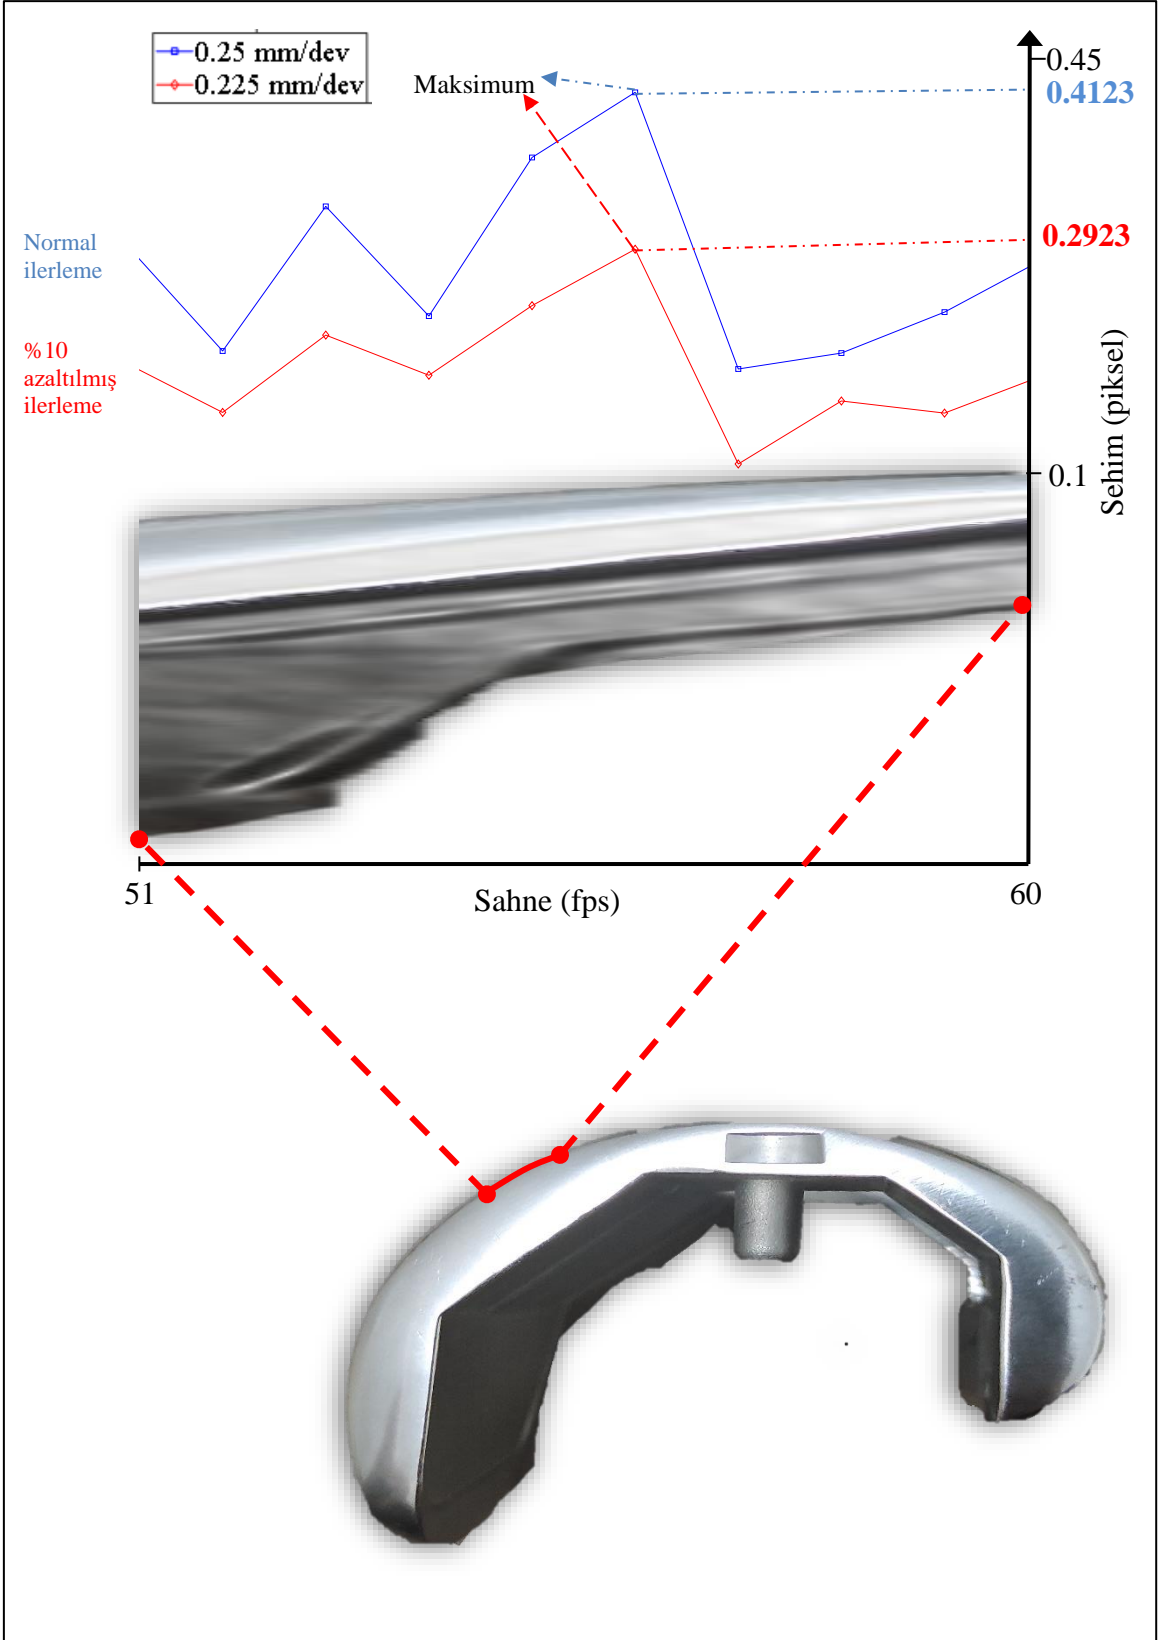 0.25 mm/dev
0.225 mm/dev
Maksimum
0.45
0.4123
0.2923
Normal
ilerleme
%10
azaltılmış
ilerleme
0.1
Sehim (piksel)
51
Sahne (fps)
60